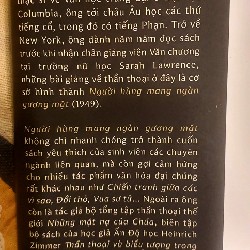 Columbia, ông tới châu Âu học các thứ
tiếng cổ, trong đó có tiếng Phạn. Trở về
New York, ông dành năm năm đọc sách
trước khi nhận chân giảng viên Văn chương
tại trường nữ học Sarah Lawrence,
những bài giảng về thần thoại ở đây là cơ
sở hình thành Người hùng mang ngàn
gương mặt (1949).
Người hùng mang ngàn gương mặt
không chỉ nhanh chóng trở thành cuốn
sách yêu thích của sinh viên các chuyên
ngành liên quan, mà còn gợi cảm hứng
cho nhiều tác phẩm văn hóa đại chúng
rất khác nhau như Chiến tranh giữa các
vì sao, Đồi thỏ, Vua sư tử... Ngoài ra ông
còn là tác giả bộ tổng tập thần thoại thế
giới Những mặt nạ của Chúa, biên tập
bộ sách của học giả Ấn Độ học Heinrich
Zimmer Thần thoại và biểu tượng trong